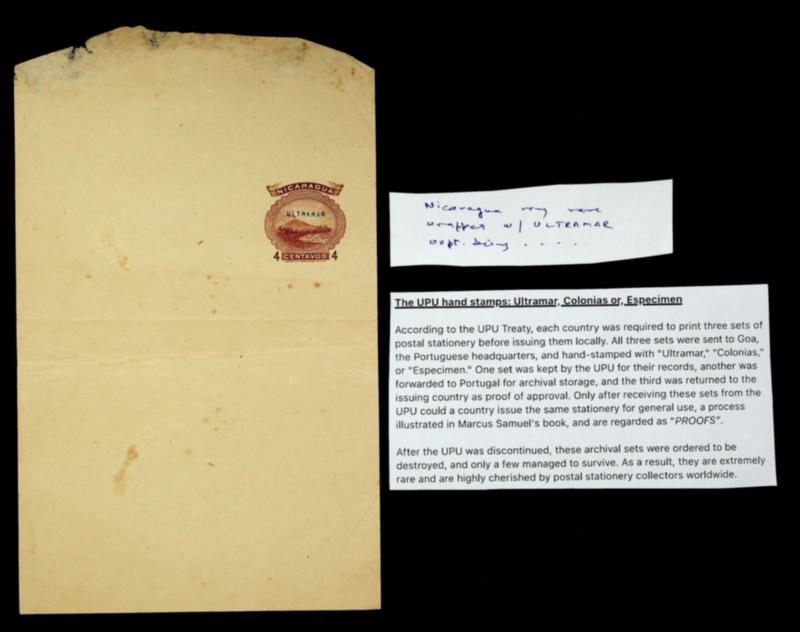 NICARAGUA
ULTRAMAR
4 CENTAVOS 4
Nicaragua very rare
wrapper w/ ULTRAMAR
ovpt. being . . . .
The UPU hand stamps: Ultramar, Colonias or, Especimen
According to the UPU Treaty, each country was required to print three sets of
postal stationery before issuing them locally. All three sets were sent to Goa,
the Portuguese headquarters, and hand-stamped with "Ultramar," "Colonias,"
or "Especimen." One set was kept by the UPU for their records, another was
forwarded to Portugal for archival storage, and the third was returned to the
issuing country as proof of approval. Only after receiving these sets from the
UPU could a country issue the same stationery for general use, a process
illustrated in Marcus Samuel's book, and are regarded as "PROOFS".
After the UPU was discontinued, these archival sets were ordered to be
destroyed, and only a few managed to survive. As a result, they are extremely
rare and are highly cherished by postal stationery collectors worldwide.